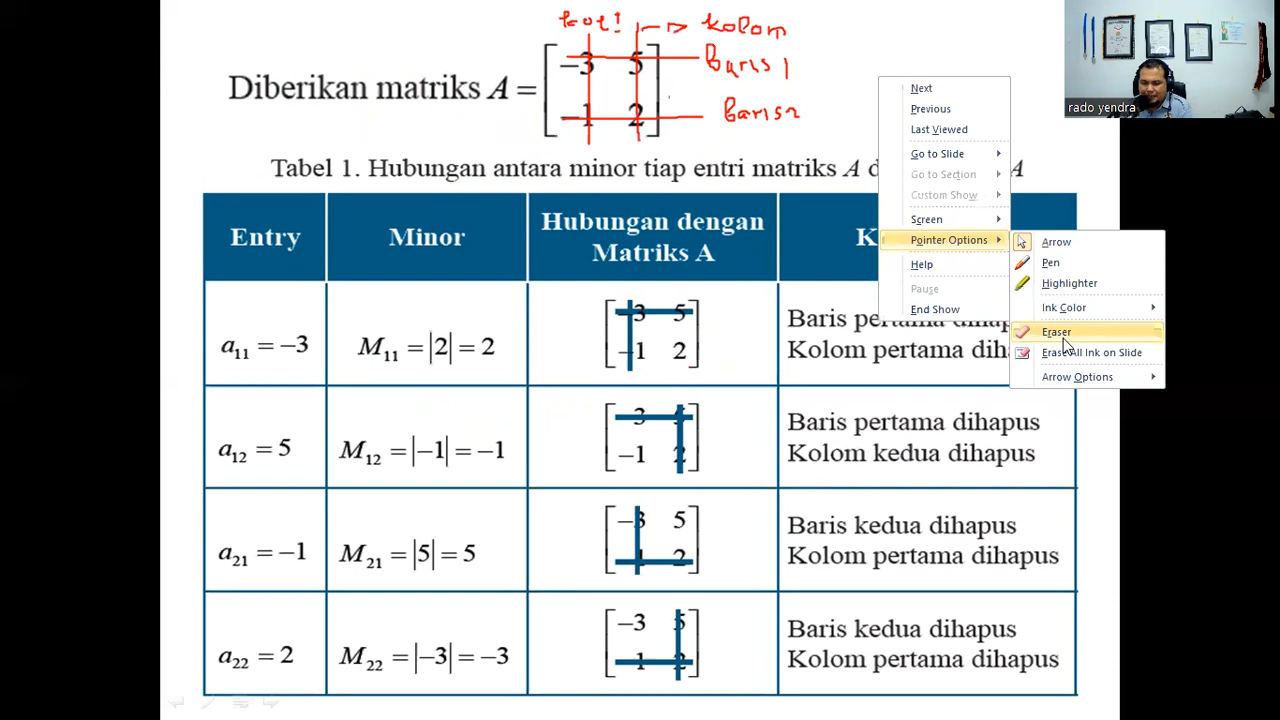 kol 1 → kolom
Diberikan matriks A = [ −3 5
baris 1
−1 2 ]
baris 2
rado yendra
Tabel 1. Hubungan antara minor tiap entri matriks A d A
Entry Minor Hubungan dengan Matriks A K
a11 = −3 M11 = |2| = 2 [ −3 5 −1 2 ] Baris pertama dihap
Kolom pertama diha
a12 = 5 M12 = |−1| = −1 [ −3 5 −1 2 ] Baris pertama dihapus
Kolom kedua dihapus
a21 = −1 M21 = |5| = 5 [ −3 5 −1 2 ] Baris kedua dihapus
Kolom pertama dihapus
a22 = 2 M22 = |−3| = −3 [ −3 5 −1 2 ] Baris kedua dihapus
Kolom pertama dihapus
Next
Previous
Last Viewed
Go to Slide
Go to Section
Custom Show
Screen
Pointer Options
Help
Pause
End Show
Arrow
Pen
Highlighter
Ink Color
Eraser
Erase All Ink on Slide
Arrow Options